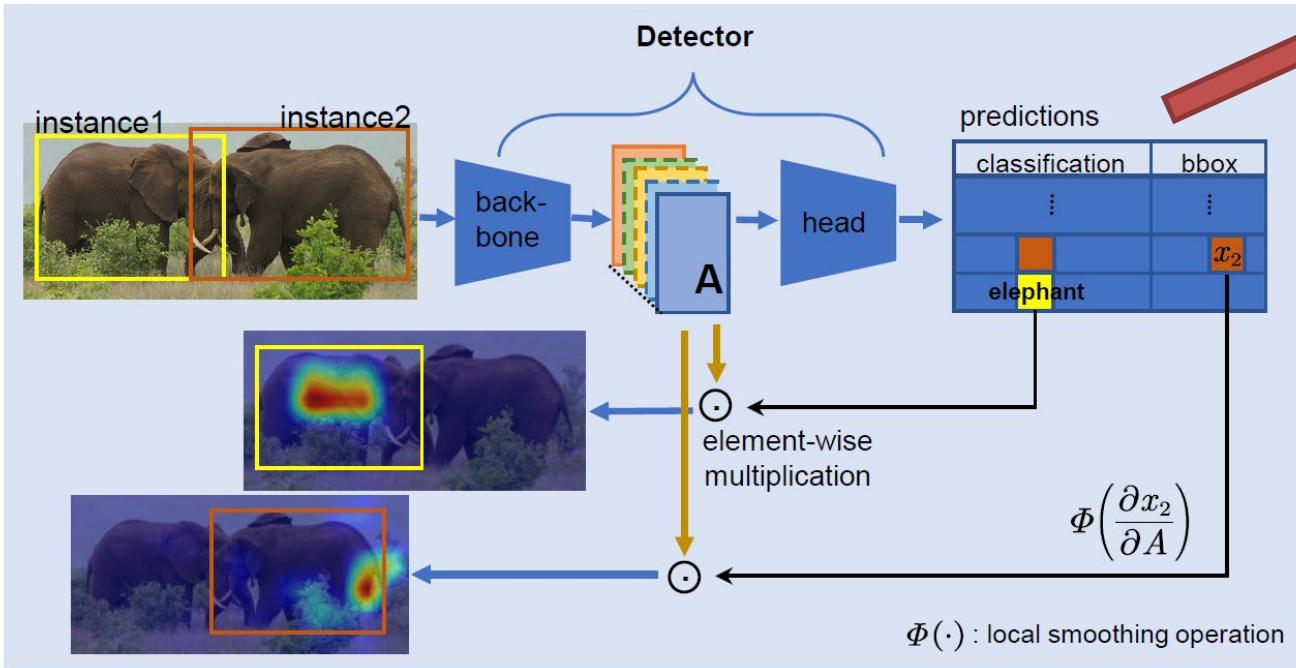 Detector
instance1
instance2
predictions
classification
bbox
back-
bone
A
head
⋮
⋮
x₂
elephant
element-wise
multiplication
Φ(∂x₂/∂A)
Φ(·) : local smoothing operation